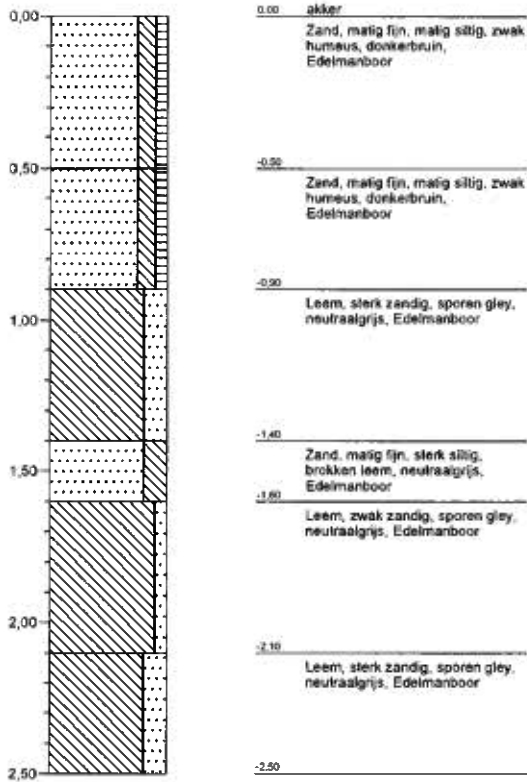 0,00
0,50
1,00
1,50
2,00
2,50
0.00 akker
Zand, matig fijn, matig siltig, zwak
humeus, donkerbruin,
Edelmanboor
-0.50
Zand, matig fijn, matig siltig, zwak
humeus, donkerbruin,
Edelmanboor
-0.90
Leem, sterk zandig, sporen gley,
neutraalgrijs, Edelmanboor
-1.40
Zand, matig fijn, sterk siltig,
brokken leem, neutraalgrijs,
Edelmanboor
-1.60
Leem, zwak zandig, sporen gley,
neutraalgrijs, Edelmanboor
-2.10
Leem, sterk zandig, sporen gley,
neutraalgrijs, Edelmanboor
-2.50